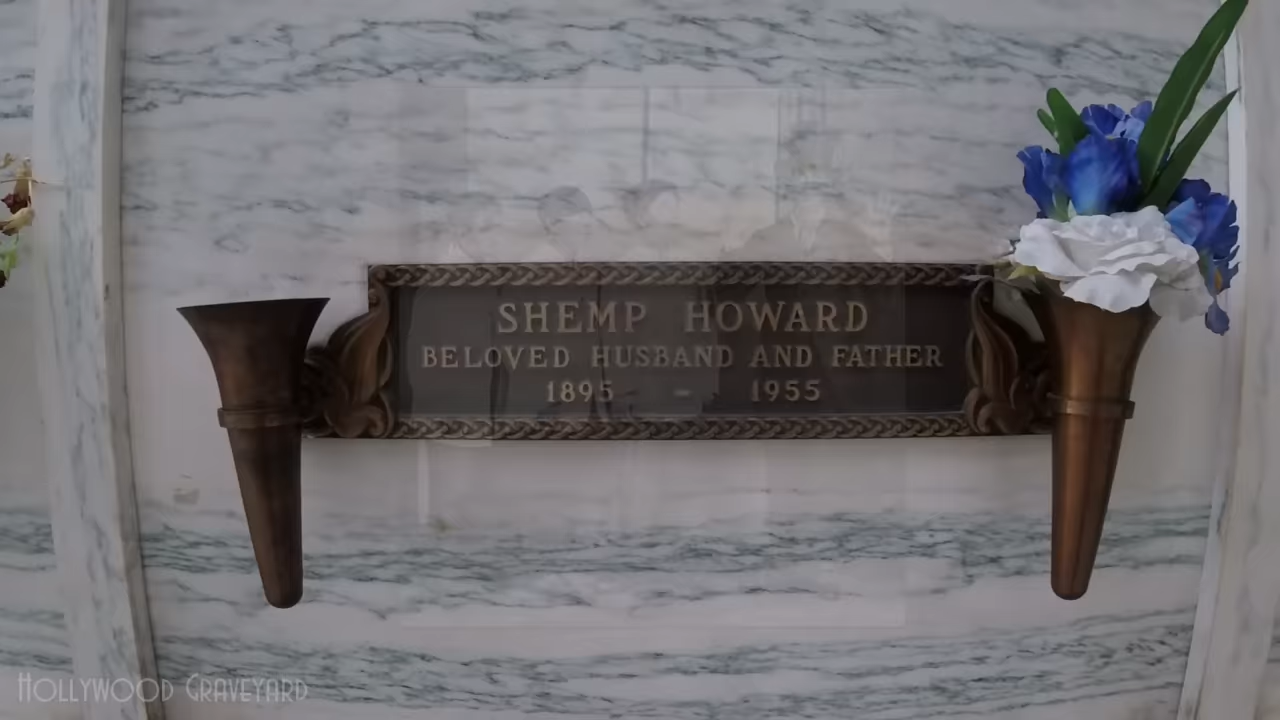 SHEMP HOWARD
BELOVED HUSBAND AND FATHER
1895 - 1955
HOLLYWOOD GRAVEYARD